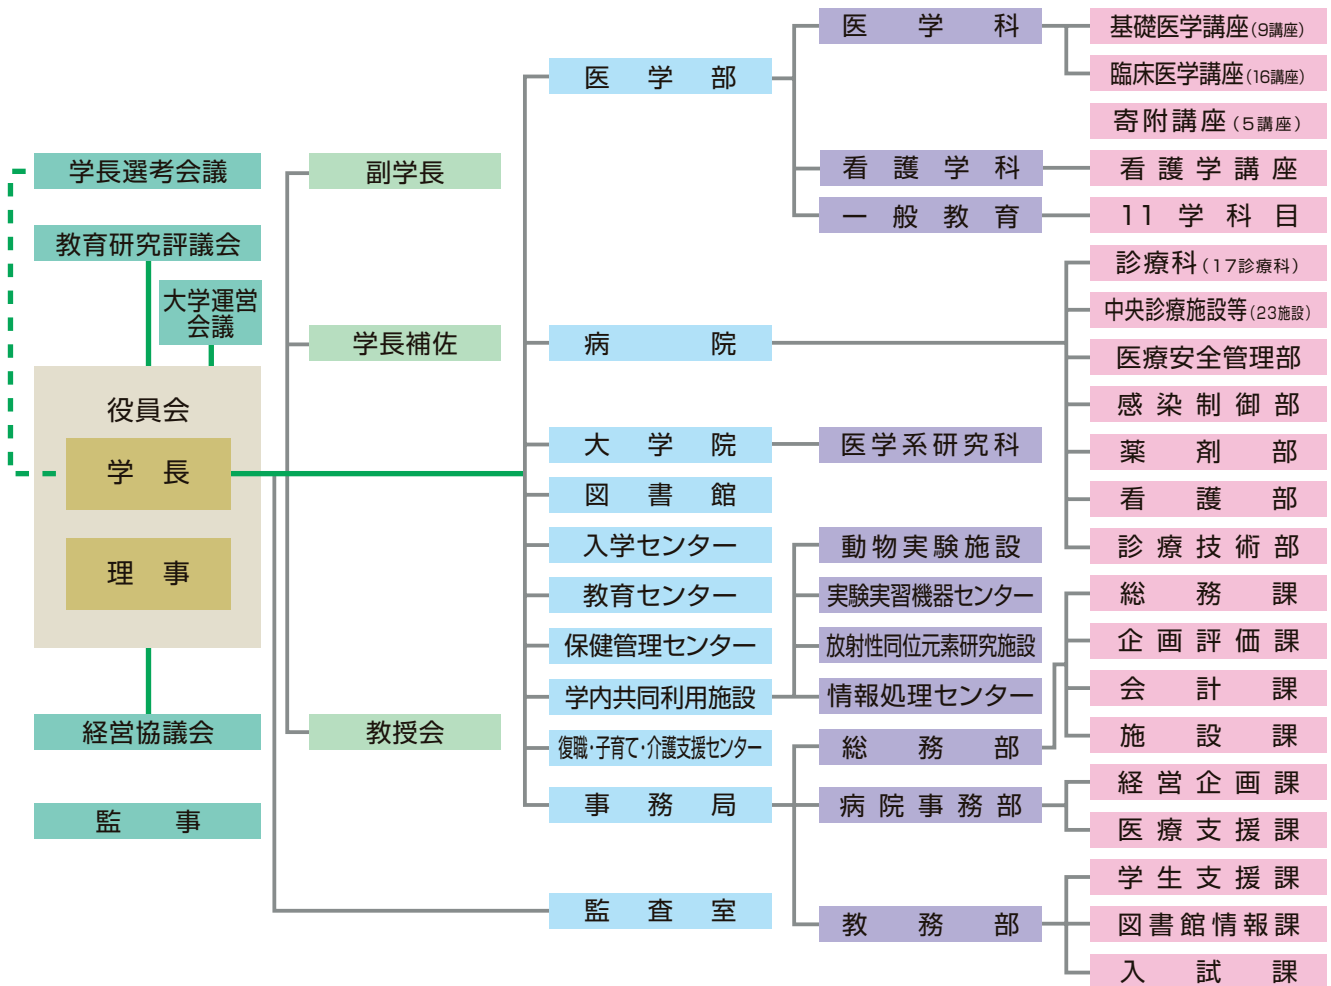 学長選考会議
教育研究評議会
大学運営
会議
役員会
学長
理事
経営協議会
監事
副学長
学長補佐
教授会
医学部
病院
大学院
図書館
入学センター
教育センター
保健管理センター
学内共同利用施設
復職・子育て・介護支援センター
事務局
監査室
医学科
看護学科
一般教育
医学系研究科
動物実験施設
実験実習機器センター
放射性同位元素研究施設
情報処理センター
総務部
病院事務部
教務部
基礎医学講座(9講座)
臨床医学講座(16講座)
寄附講座(5講座)
看護学講座
11学科目
診療科(17診療科)
中央診療施設等(23施設)
医療安全管理部
感染制御部
薬剤部
看護部
診療技術部
総務課
企画評価課
会計課
施設課
経営企画課
医療支援課
学生支援課
図書館情報課
入試課